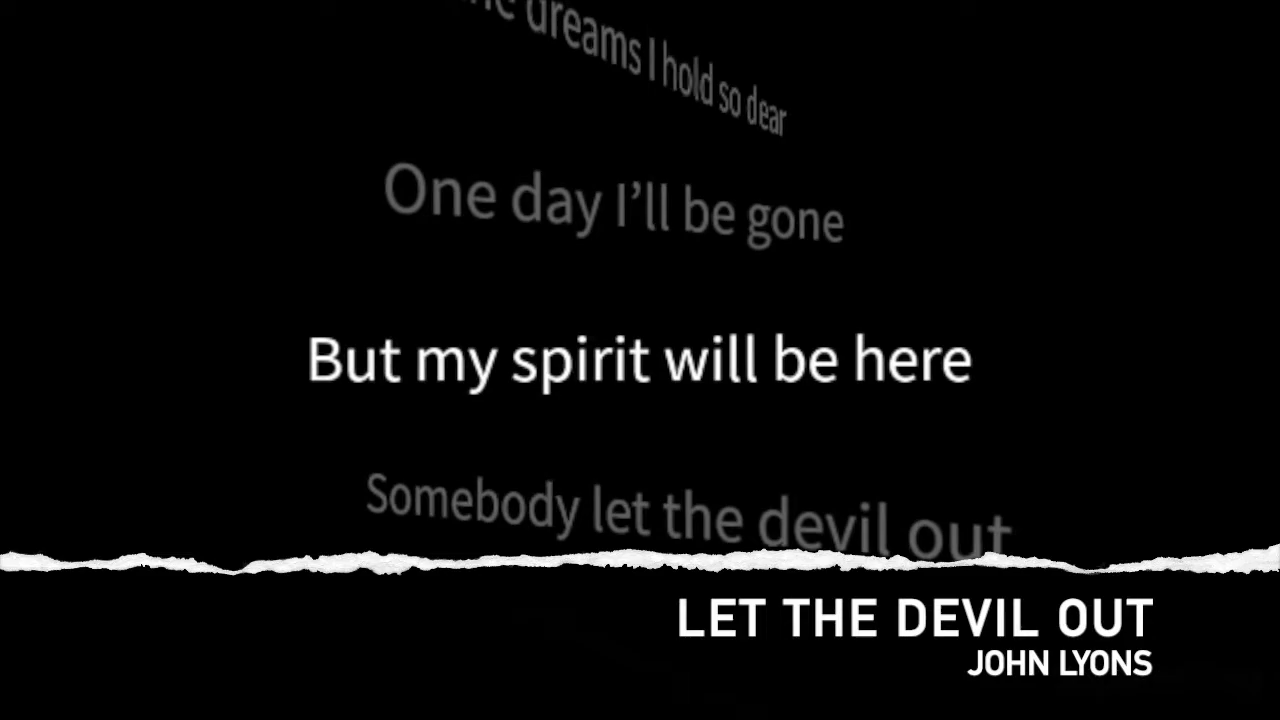 dreams I hold so dear
One day I’ll be gone
But my spirit will be here
Somebody let the devil out
LET THE DEVIL OUT
JOHN LYONS